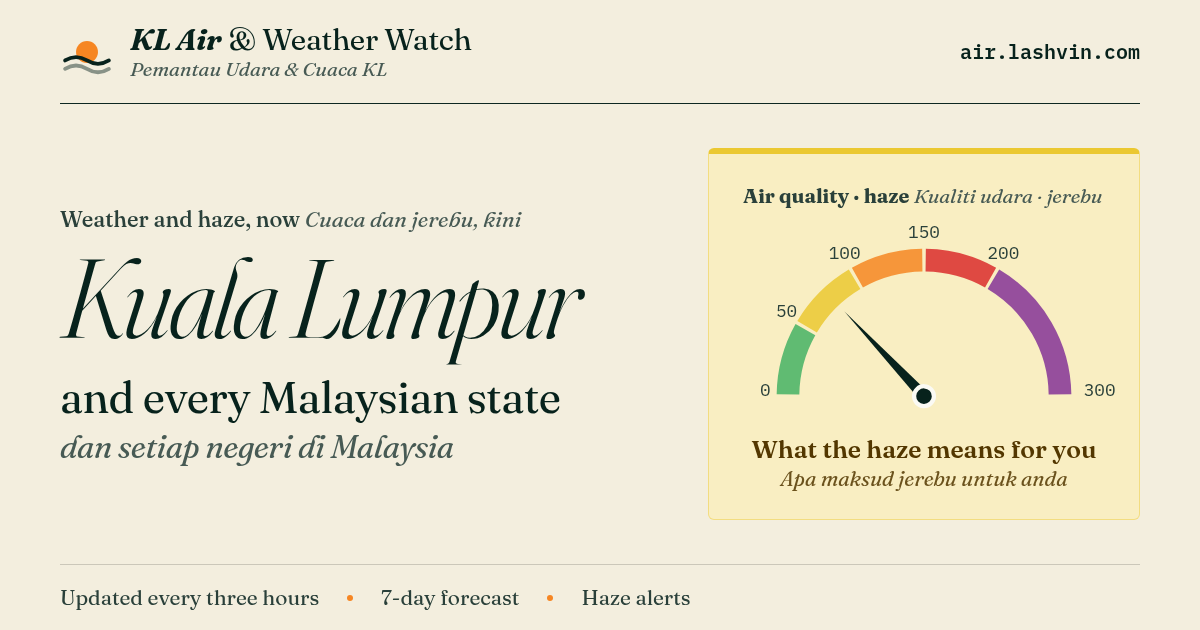 KL Air & Weather Watch
Pemantau Udara & Cuaca KL
air.lashvin.com
Weather and haze, now Cuaca dan jerebu, kini
Kuala Lumpur
and every Malaysian state
dan setiap negeri di Malaysia
Air quality · haze Kualiti udara · jerebu
0
50
100
150
200
300
What the haze means for you
Apa maksud jerebu untuk anda
Updated every three hours • 7-day forecast • Haze alerts